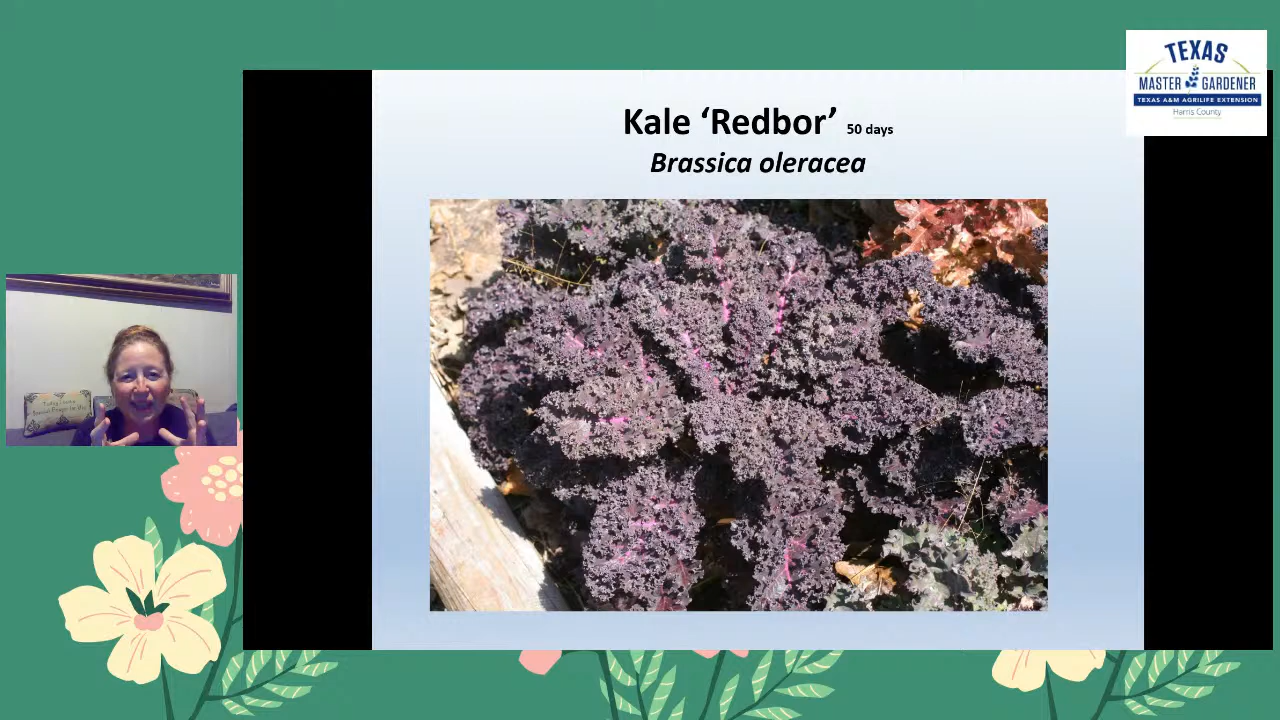 Kale ‘Redbor’ 50 days
Brassica oleracea
TEXAS
MASTER GARDENER
TEXAS A&M AGRILIFE EXTENSION
Harris County